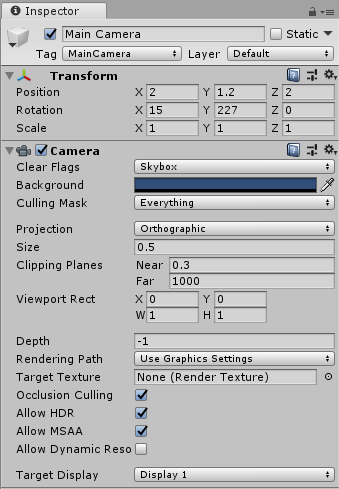 Inspector
Main Camera Static
Tag MainCamera Layer Default
Transform
Position X 2 Y 1.2 Z 2
Rotation X 15 Y 227 Z 0
Scale X 1 Y 1 Z 1
Camera
Clear Flags Skybox
Background
Culling Mask Everything
Projection Orthographic
Size 0.5
Clipping Planes Near 0.3
Far 1000
Viewport Rect X 0 Y 0
W 1 H 1
Depth -1
Rendering Path Use Graphics Settings
Target Texture None (Render Texture)
Occlusion Culling
Allow HDR
Allow MSAA
Allow Dynamic Reso
Target Display Display 1